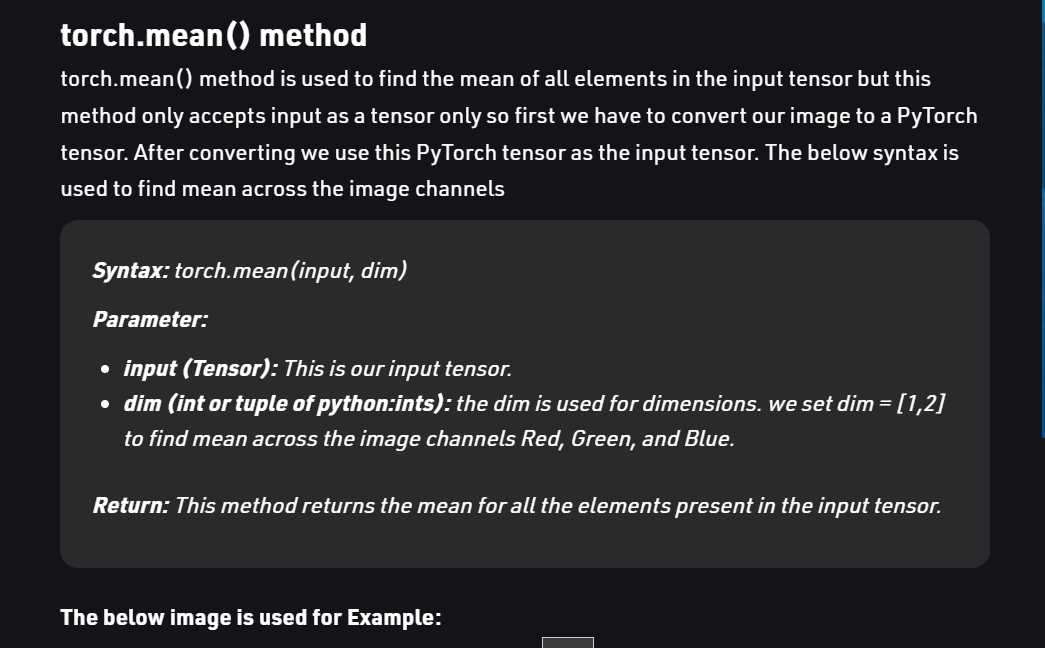 torch.mean() method
torch.mean() method is used to find the mean of all elements in the input tensor but this
method only accepts input as a tensor only so first we have to convert our image to a PyTorch
tensor. After converting we use this PyTorch tensor as the input tensor. The below syntax is
used to find mean across the image channels
Syntax: torch.mean(input, dim)
Parameter:
• input (Tensor): This is our input tensor.
• dim (int or tuple of python:ints): the dim is used for dimensions. we set dim = [1,2]
to find mean across the image channels Red, Green, and Blue.
Return: This method returns the mean for all the elements present in the input tensor.
The below image is used for Example: